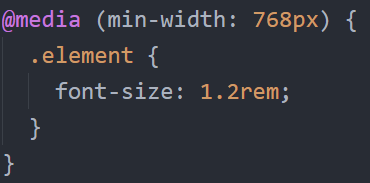 @media (min-width: 768px) {
  .element {
    font-size: 1.2rem;
  }
}